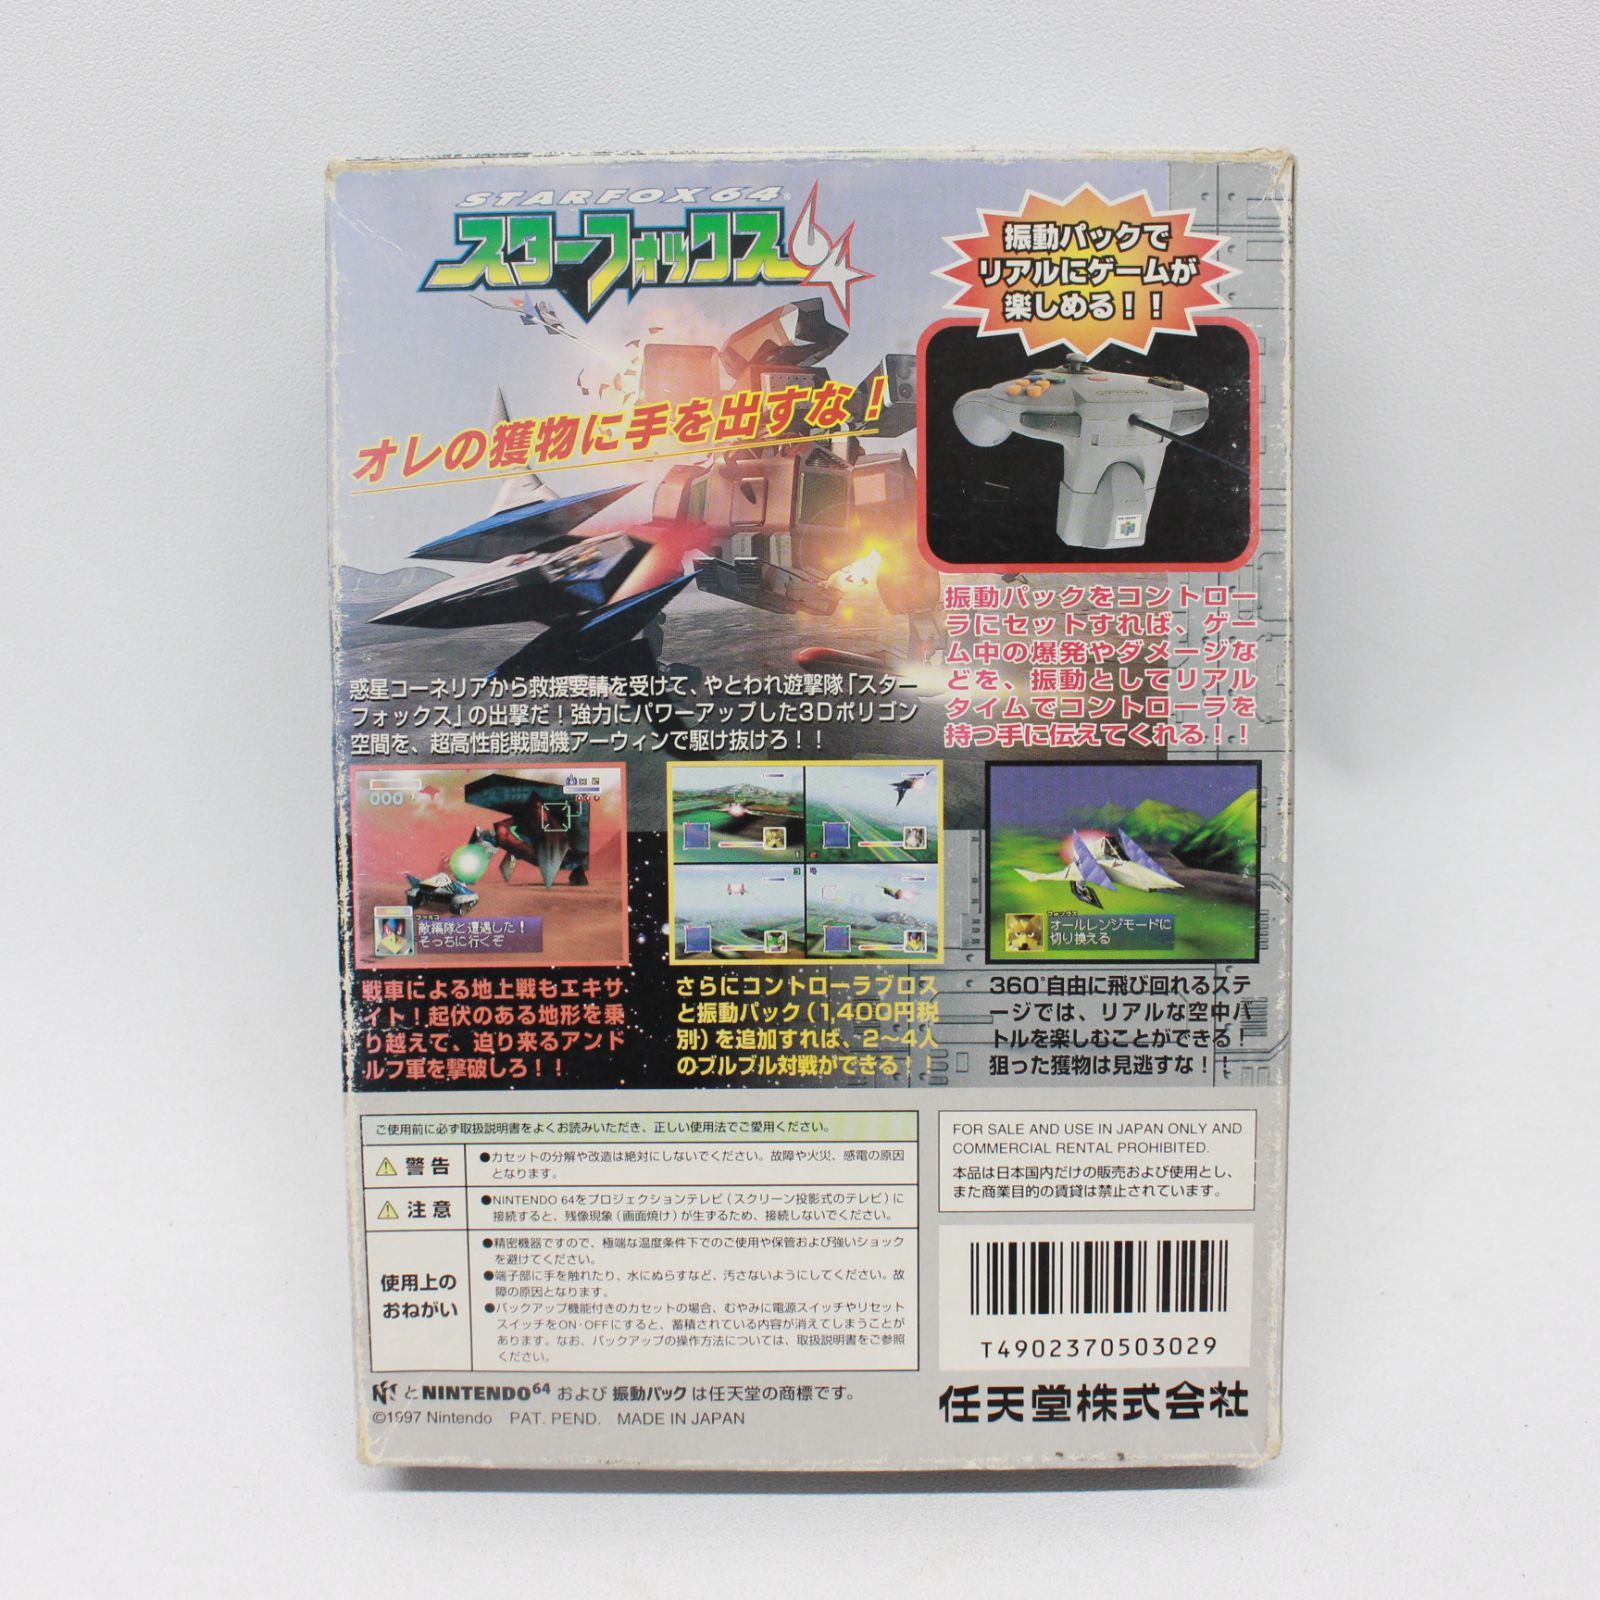 STARFOX 64
スターフォックス64
オレの獲物に手を出すな！
振動パックで
リアルにゲームが
楽しめる！！
振動パックをコントロー
ラにセットすれば、ゲー
ム中の爆発やダメージな
どを、振動としてリアル
タイムでコントローラを
持つ手に伝えてくれる！！
惑星コーネリアから救援要請を受けて、やとわれ遊撃隊「スター
フォックス」の出撃だ！強力にパワーアップした3Dポリゴン
空間を、超高性能戦闘機アーウィンで駆け抜けろ！！
000
ファルコ
敵編隊と遭遇した！
そっちに行くぞ
フォックス
オールレンジモードに
切り換える
戦車による地上戦もエキサ
イト！起伏のある地形を乗
り越えて、迫り来るアンド
ルフ軍を撃破しろ！！
さらにコントローラブロス
と振動パック（1,400円税
別）を追加すれば、2〜4人
のブルブル対戦ができる！！
360°自由に飛び回れるステ
ージでは、リアルな空中バ
トルを楽しむことができる！
狙った獲物は見逃すな！！
ご使用前に必ず取扱説明書をよくお読みいただき、正しい使用法でご愛用ください。
警告
●カセットの分解や改造は絶対にしないでください。故障や火災、感電の原因
となります。
注意
●NINTENDO 64をプロジェクションテレビ（スクリーン投影式のテレビ）に
接続すると、残像現象（画面焼け）が生ずるため、接続しないでください。
使用上の
おねがい
●精密機器ですので、極端な温度条件下でのご使用や保管および強いショック
を避けてください。
●端子部に手を触れたり、水にぬらすなど、汚さないようにしてください。故
障の原因となります。
●バックアップ機能付きのカセットの場合、むやみに電源スイッチやリセット
スイッチをON・OFFにすると、蓄積されている内容が消えてしまうことが
あります。なお、バックアップの操作方法については、取扱説明書をご参照
ください。
FOR SALE AND USE IN JAPAN ONLY AND
COMMERCIAL RENTAL PROHIBITED.
本品は日本国内だけの販売および使用とし、
また商業目的の賃貸は禁止されています。
T4902370503029
と NINTENDO64 および 振動パック は任天堂の商標です。
©1997 Nintendo PAT. PEND. MADE IN JAPAN
任天堂株式会社